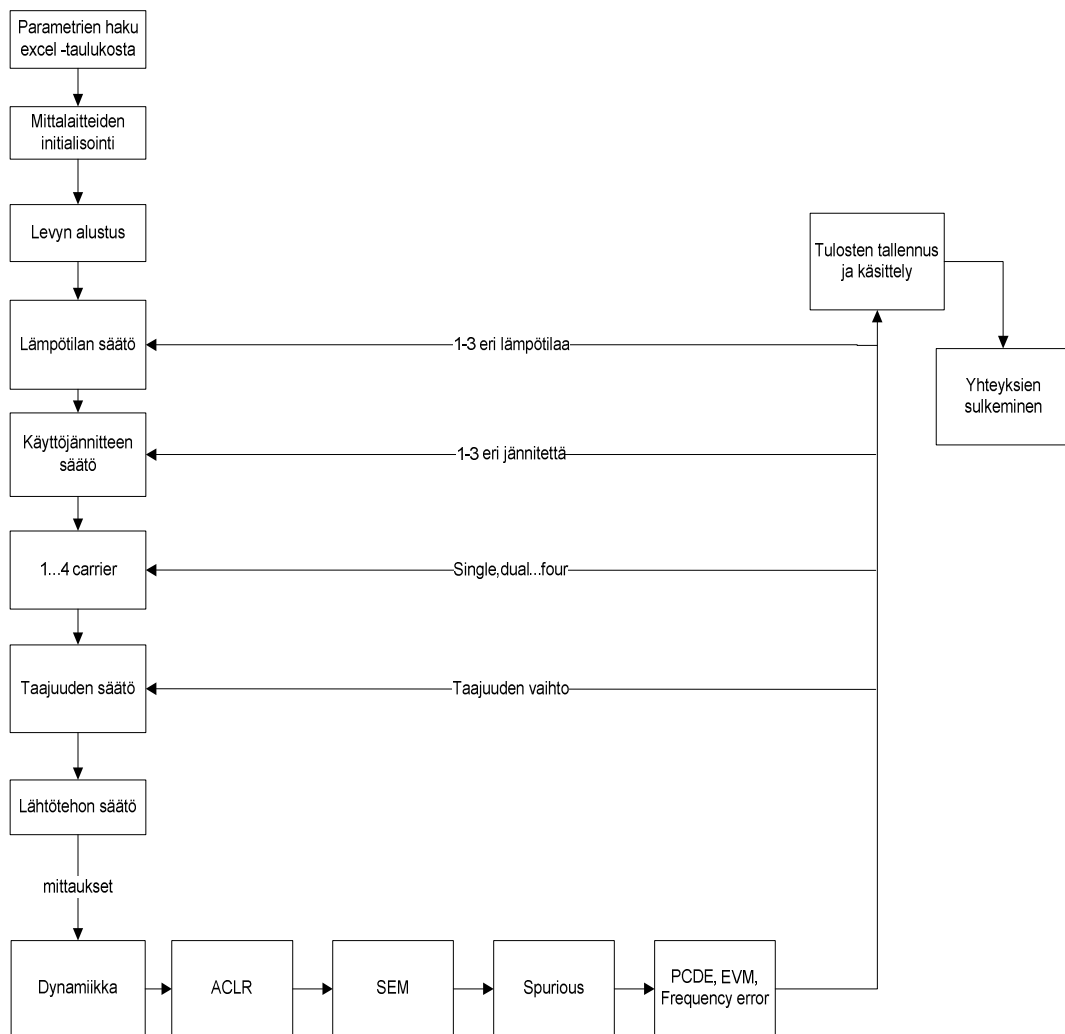 Parametrien haku
excel -taulukosta
Mittalaitteiden
initialisointi
Levyn alustus
Lämpötilan säätö
Käyttöjännitteen
säätö
1...4 carrier
Taajuuden säätö
Lähtötehon säätö
mittaukset
Dynamiikka
ACLR
SEM
Spurious
PCDE, EVM,
Frequency error
1-3 eri lämpötilaa
1-3 eri jännitettä
Single,dual...four
Taajuuden vaihto
Tulosten tallennus
ja käsittely
Yhteyksien
sulkeminen